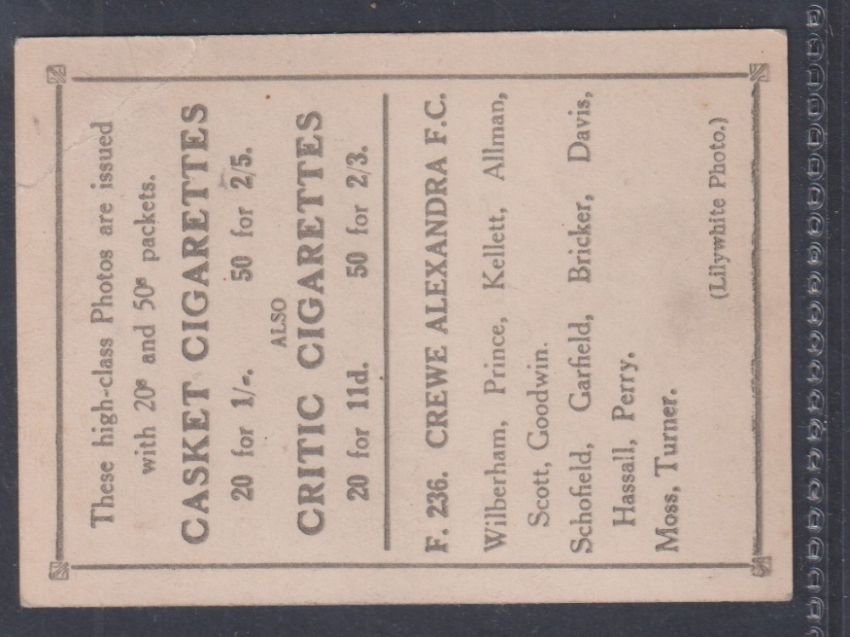 These high-class Photos are issued
with 20s and 50s packets.
CASKET CIGARETTES
20 for 1/-. 50 for 2/5.
ALSO
CRITIC CIGARETTES
20 for 11d. 50 for 2/3.
F. 236. CREWE ALEXANDRA F.C.
Wilberham, Prince, Kellett, Allman,
Scott, Goodwin.
Schofield, Garfield, Bricker, Davis,
Hassall, Perry.
Moss, Turner.
(Lilywhite Photo.)